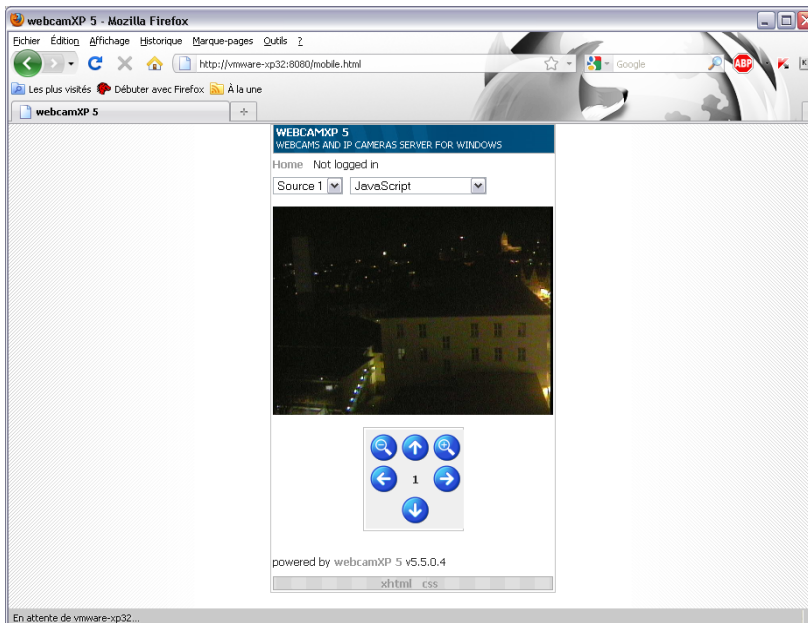 webcamXP 5 - Mozilla Firefox
Fichier Édition Affichage Historique Marque-pages Outils ?
http://vmware-xp32:8080/mobile.html
Google
ABP
K
Les plus visités Débuter avec Firefox À la une
webcamXP 5
WEBCAMXP 5
WEBCAMS AND IP CAMERAS SERVER FOR WINDOWS
Home Not logged in
Source 1 JavaScript
1
powered by webcamXP 5 v5.5.0.4
xhtml css
En attente de vmware-xp32...